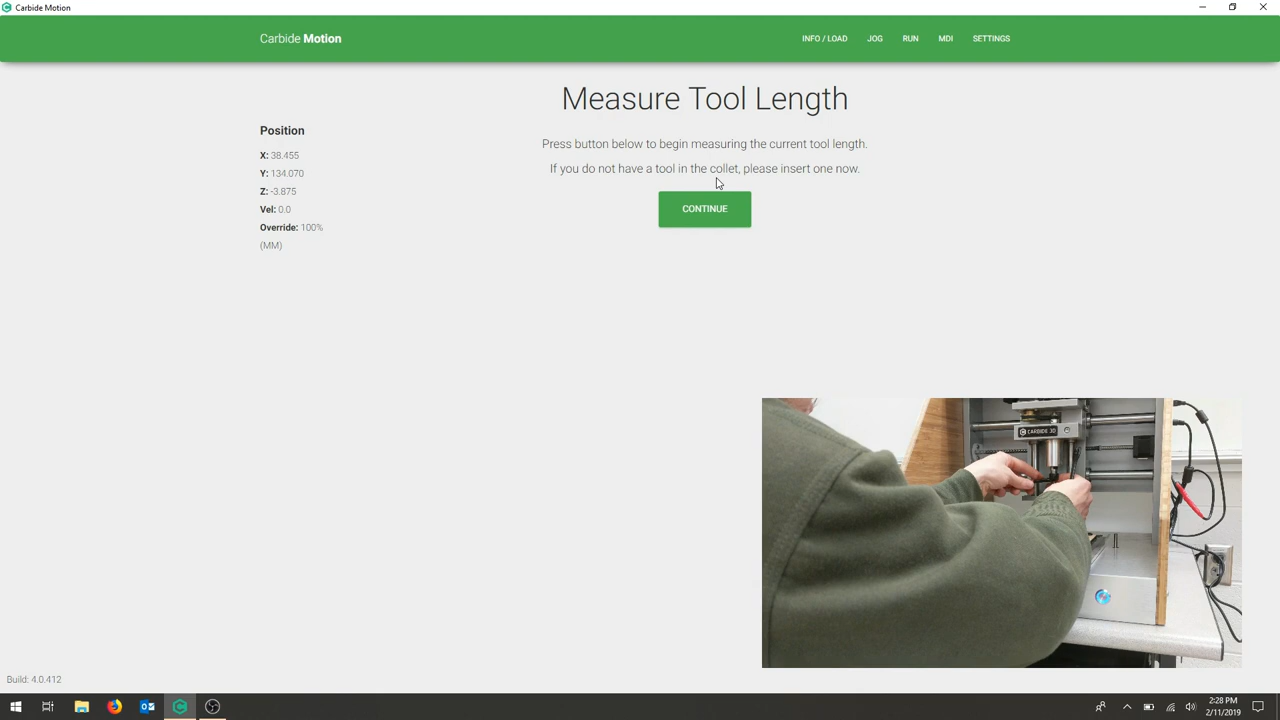 Carbide Motion
Carbide Motion
INFO / LOAD
JOG
RUN
MDI
SETTINGS
Measure Tool Length
Position
Press button below to begin measuring the current tool length.
X: 38.455
If you do not have a tool in the collet, please insert one now.
Y: 134.070
Z: -3.875
CONTINUE
Vel: 0.0
Override: 100%
(MM)
CARBIDE 3D
Build: 4.0.412
2:28 PM
2/11/2019